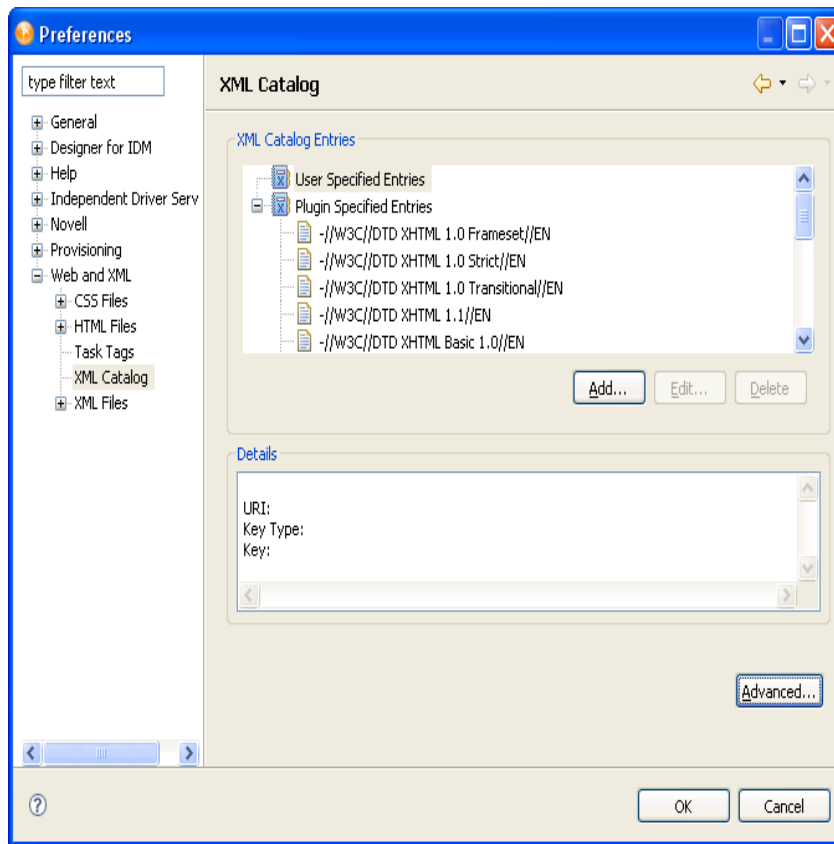 Preferences
type filter text
General
Designer for IDM
Help
Independent Driver Serv
Novell
Provisioning
Web and XML
CSS Files
HTML Files
Task Tags
XML Catalog
XML Files
XML Catalog
XML Catalog Entries
User Specified Entries
Plugin Specified Entries
-//W3C//DTD XHTML 1.0 Frameset//EN
-//W3C//DTD XHTML 1.0 Strict//EN
-//W3C//DTD XHTML 1.0 Transitional//EN
-//W3C//DTD XHTML 1.1//EN
-//W3C//DTD XHTML Basic 1.0//EN
Add... Edit... Delete
Details
URI:
Key Type:
Key:
Advanced...
OK Cancel